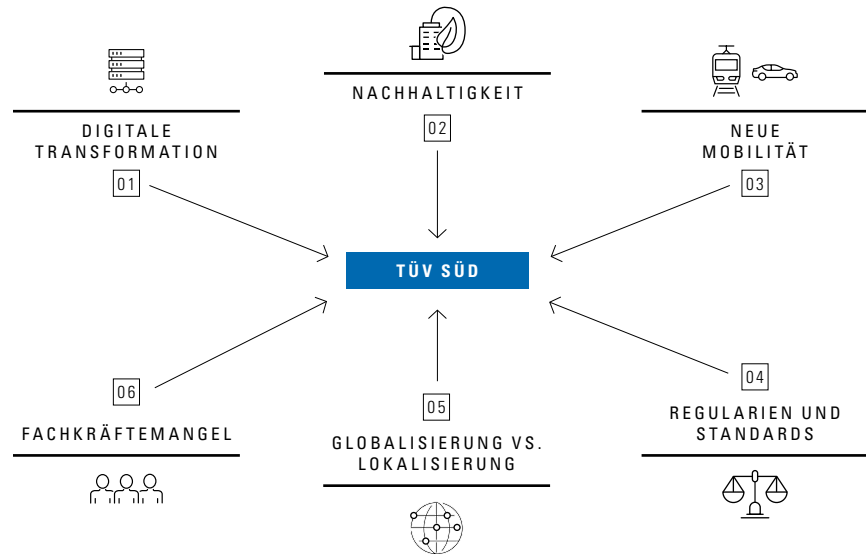 DIGITALE
TRANSFORMATION
01
NACHHALTIGKEIT
02
NEUE
MOBILITÄT
03
TÜV SÜD
04
REGULARIEN UND
STANDARDS
05
GLOBALISIERUNG VS.
LOKALISIERUNG
06
FACHKRÄFTEMANGEL